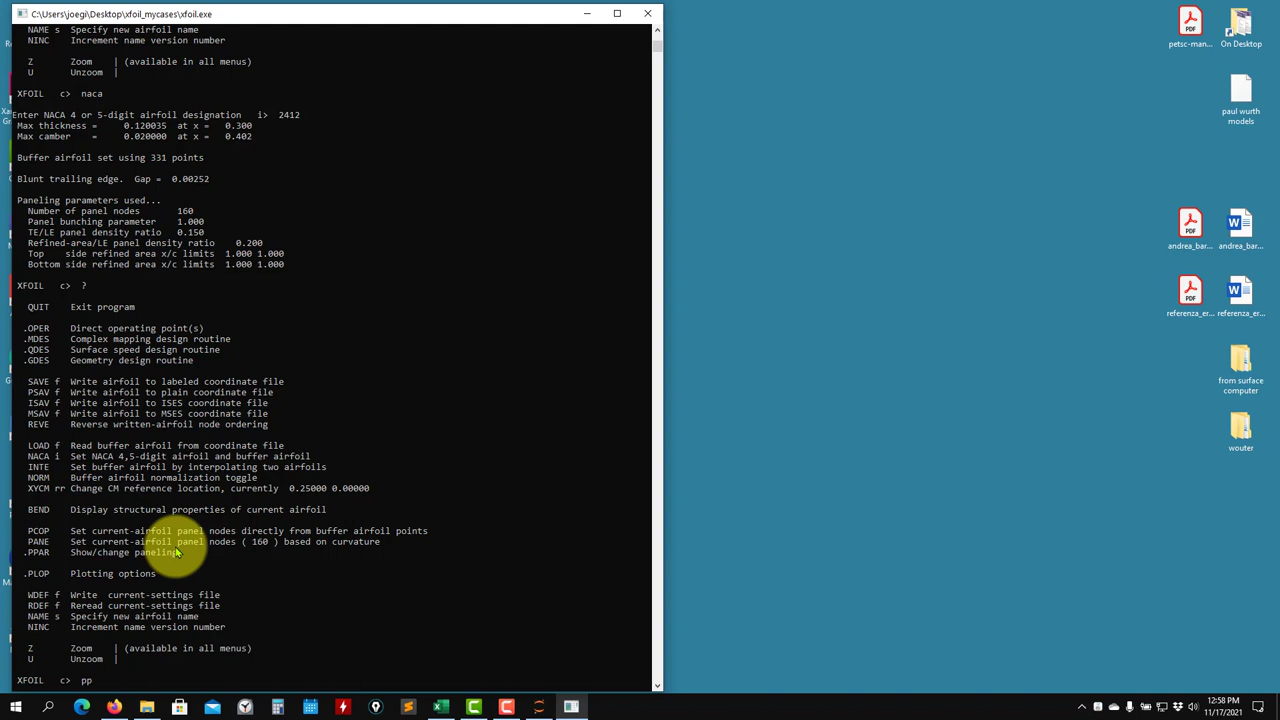 C:\Users\joegi\Desktop\xfoil_mycases\xfoil.exe
NAME s Specify new airfoil name
NINC Increment name version number
Z Zoom | (available in all menus)
U Unzoom |
XFOIL c> naca
Enter NACA 4 or 5-digit airfoil designation i> 2412
Max thickness = 0.120035 at x = 0.300
Max camber = 0.020000 at x = 0.402
Buffer airfoil set using 331 points
Blunt trailing edge. Gap = 0.00252
Paneling parameters used...
Number of panel nodes 160
Panel bunching parameter 1.000
TE/LE panel density ratio 0.150
Refined-area/LE panel density ratio 0.200
Top side refined area x/c limits 1.000 1.000
Bottom side refined area x/c limits 1.000 1.000
XFOIL c> ?
QUIT Exit program
.OPER Direct operating point(s)
.MDES Complex mapping design routine
.QDES Surface speed design routine
.GDES Geometry design routine
SAVE f Write airfoil to labeled coordinate file
PSAV f Write airfoil to plain coordinate file
ISAV f Write airfoil to ISES coordinate file
MSAV f Write airfoil to MSES coordinate file
REVE Reverse written-airfoil node ordering
LOAD f Read buffer airfoil from coordinate file
NACA i Set NACA 4,5-digit airfoil and buffer airfoil
INTE Set buffer airfoil by interpolating two airfoils
NORM Buffer airfoil normalization toggle
XYCM rr Change CM reference location, currently 0.25000 0.00000
BEND Display structural properties of current airfoil
PCOP Set current-airfoil panel nodes directly from buffer airfoil points
PANE Set current-airfoil panel nodes ( 160 ) based on curvature
.PPAR Show/change paneling
.PLOP Plotting options
WDEF f Write current-settings file
RDEF f Reread current-settings file
NAME s Specify new airfoil name
NINC Increment name version number
Z Zoom | (available in all menus)
U Unzoom |
XFOIL c> pp
petsc-man...
On Desktop
paul wurth
models
andrea_bar...
andrea_bar...
referenza_er...
referenza_er...
from surface
computer
wouter
12:58 PM
11/17/2021